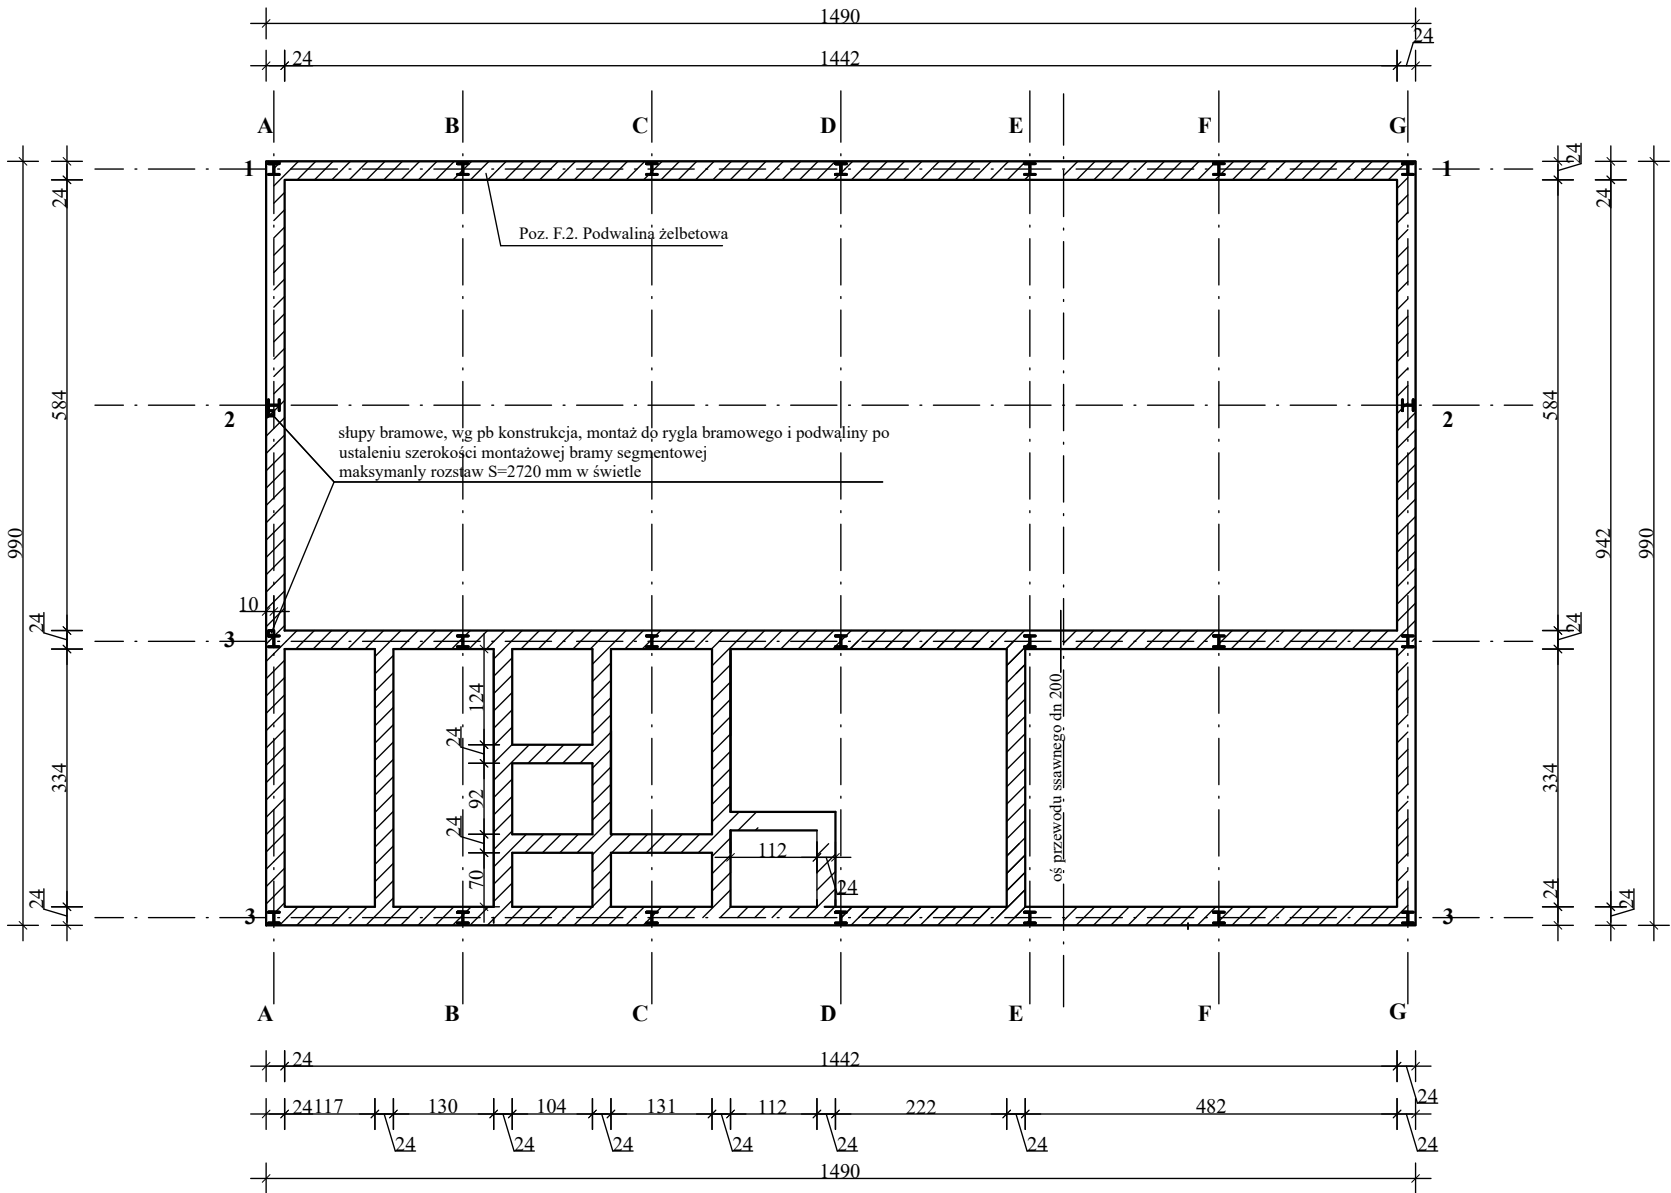 1490
24
24 1442
A B C D E F G
1 1
24 24 24
Poz. F.2. Podwalina żelbetowa
584 584
2 2
słupy bramowe, wg pb konstrukcja, montaż do rygla bramowego i podwaliny po
ustaleniu szerokości montażowej bramy segmentowej
maksymanly rozstaw S=2720 mm w świetle
990 942 990
10
24 24
3 3
124
24
oś przewodu ssawnego dn 200
334 92 334
24
112
70 24
24 24 24
3 3
A B C D E F G
24 1442
24
24 117 130 104 131 112 222 482
24 24 24 24 24 24 24
1490